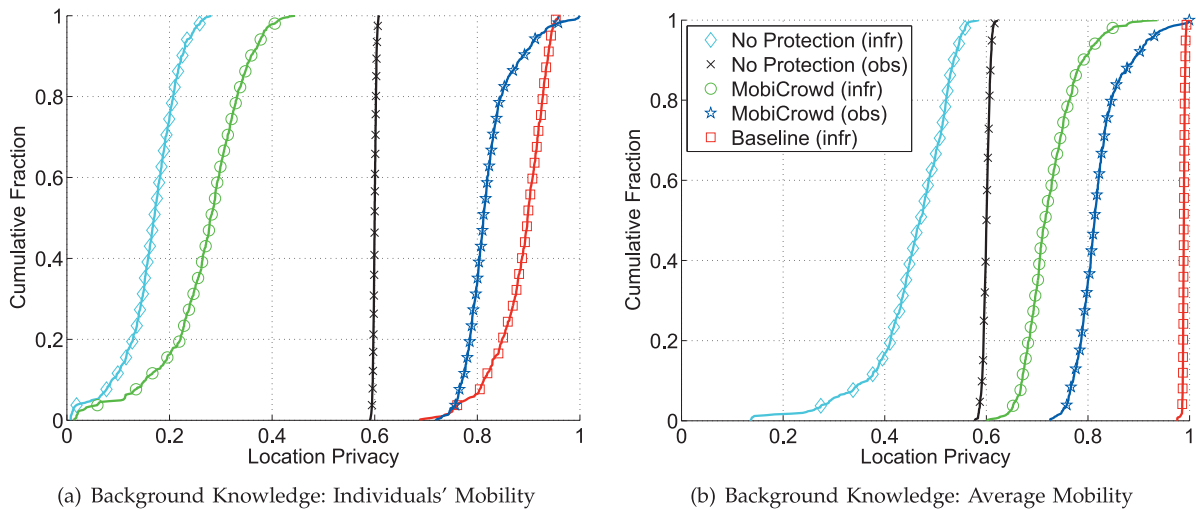 1
0.8
0.6
0.4
0.2
0
Cumulative Fraction
0
0.2
0.4
0.6
0.8
1
Location Privacy
(a) Background Knowledge: Individuals' Mobility
1
0.8
0.6
0.4
0.2
0
Cumulative Fraction
No Protection (infr)
No Protection (obs)
MobiCrowd (infr)
MobiCrowd (obs)
Baseline (infr)
0
0.2
0.4
0.6
0.8
1
Location Privacy
(b) Background Knowledge: Average Mobility